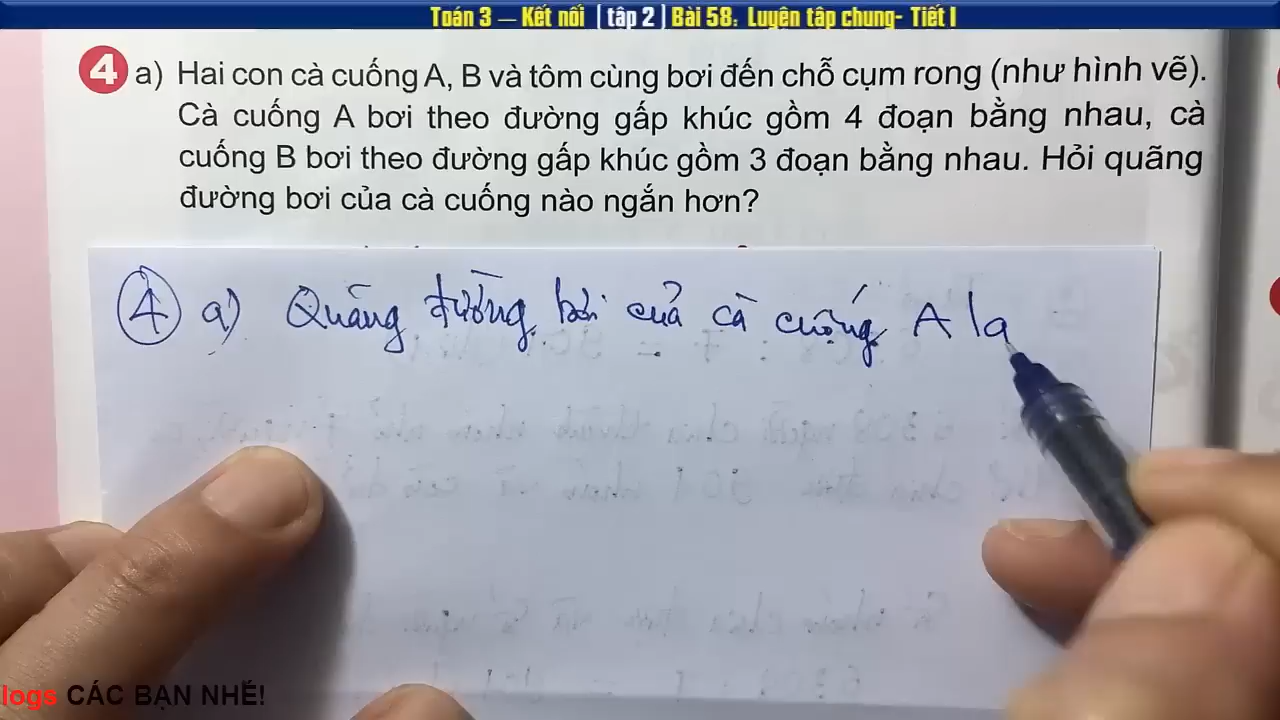 Toán 3 – Kết nối (tập 2) Bài 58: Luyện tập chung- Tiết 1
4 a) Hai con cà cuống A, B và tôm cùng bơi đến chỗ cụm rong (như hình vẽ).
Cà cuống A bơi theo đường gấp khúc gồm 4 đoạn bằng nhau, cà
cuống B bơi theo đường gấp khúc gồm 3 đoạn bằng nhau. Hỏi quãng
đường bơi của cà cuống nào ngắn hơn?
4 a) Quãng đường bơi của cà cuống A la
logs CÁC BẠN NHÉ!